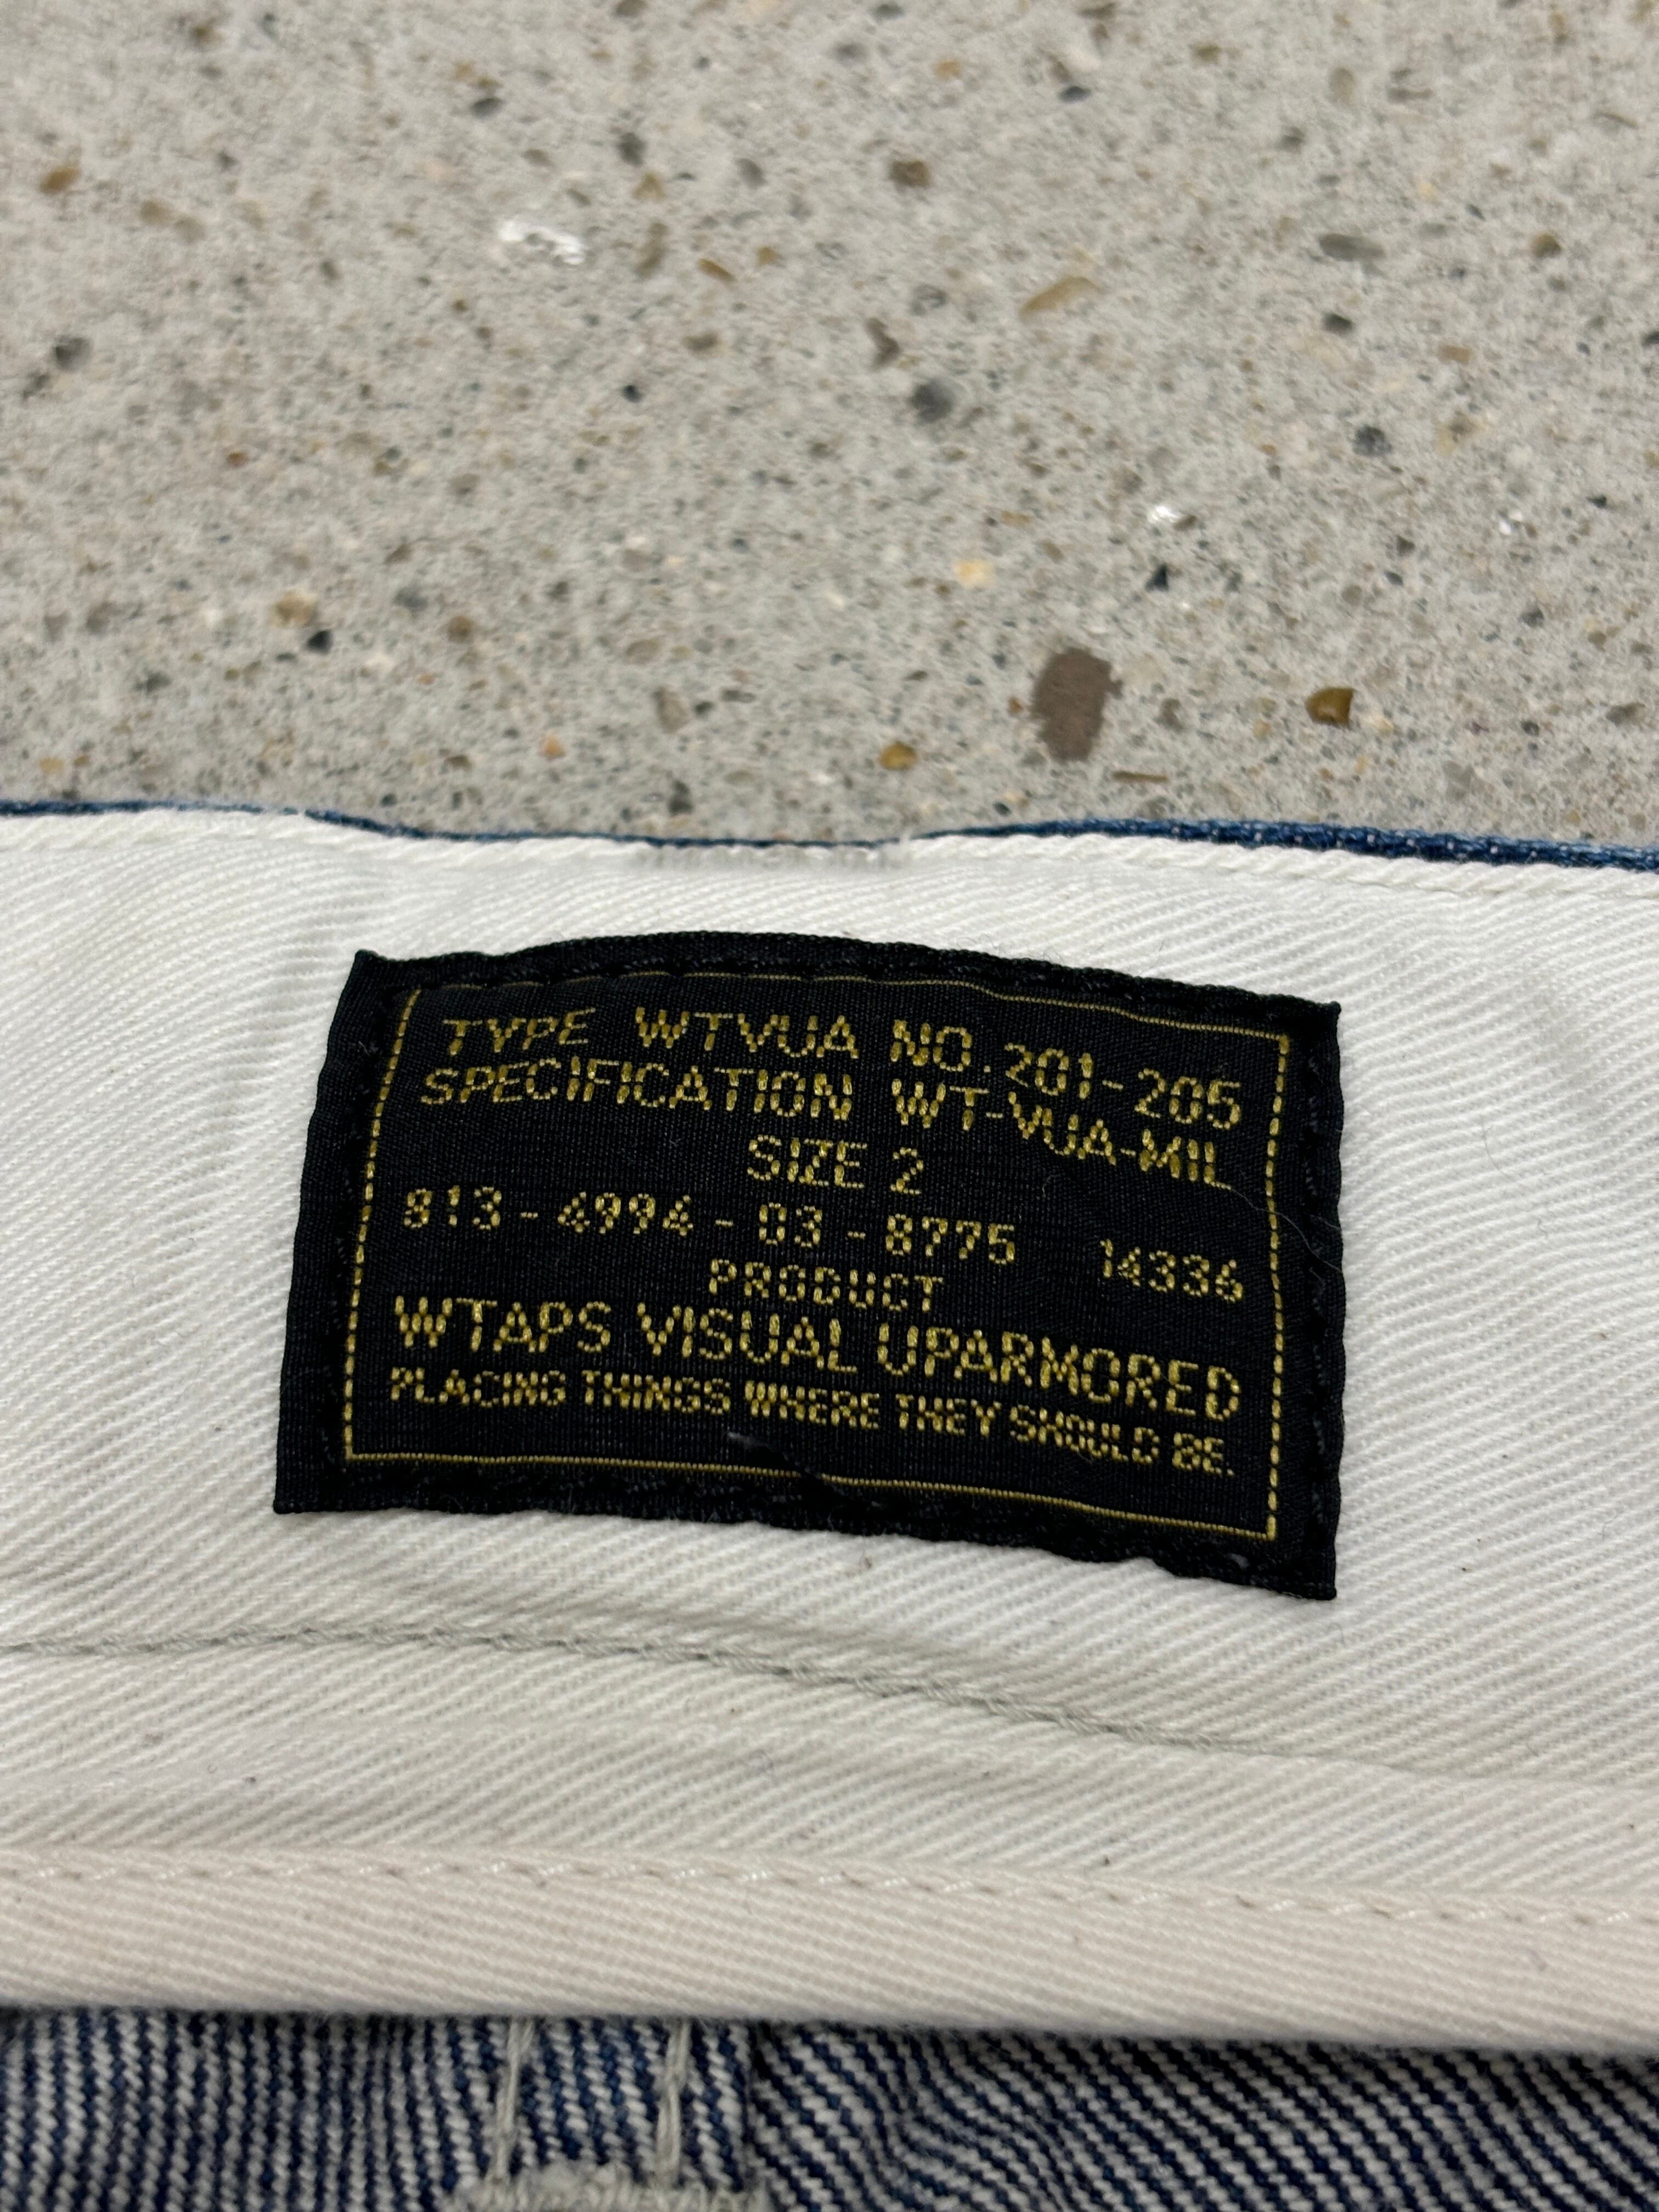 TYPE WTVUA NO.201-205
SPECIFICATION WT-VUA-MIL
SIZE 2
813-4994-03-8775 14336
PRODUCT
WTAPS VISUAL UPARMORED
PLACING THINGS WHERE THEY SHOULD BE.